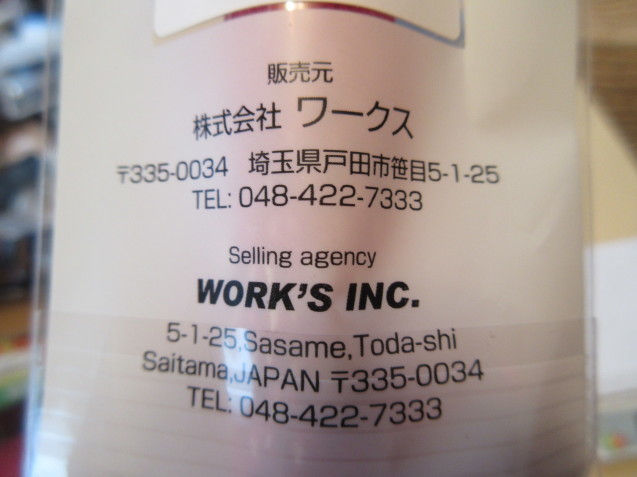 販売元
株式会社 ワークス
〒335-0034 埼玉県戸田市笹目5-1-25
TEL: 048-422-7333
Selling agency
WORK'S INC.
5-1-25,Sasame,Toda-shi
Saitama,JAPAN 〒335-0034
TEL: 048-422-7333